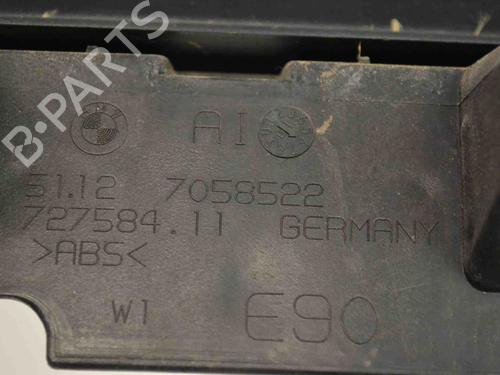 B-PARTS
AI
51.12 7058522
727584.11 GERMANY
>ABS<
W1 E90